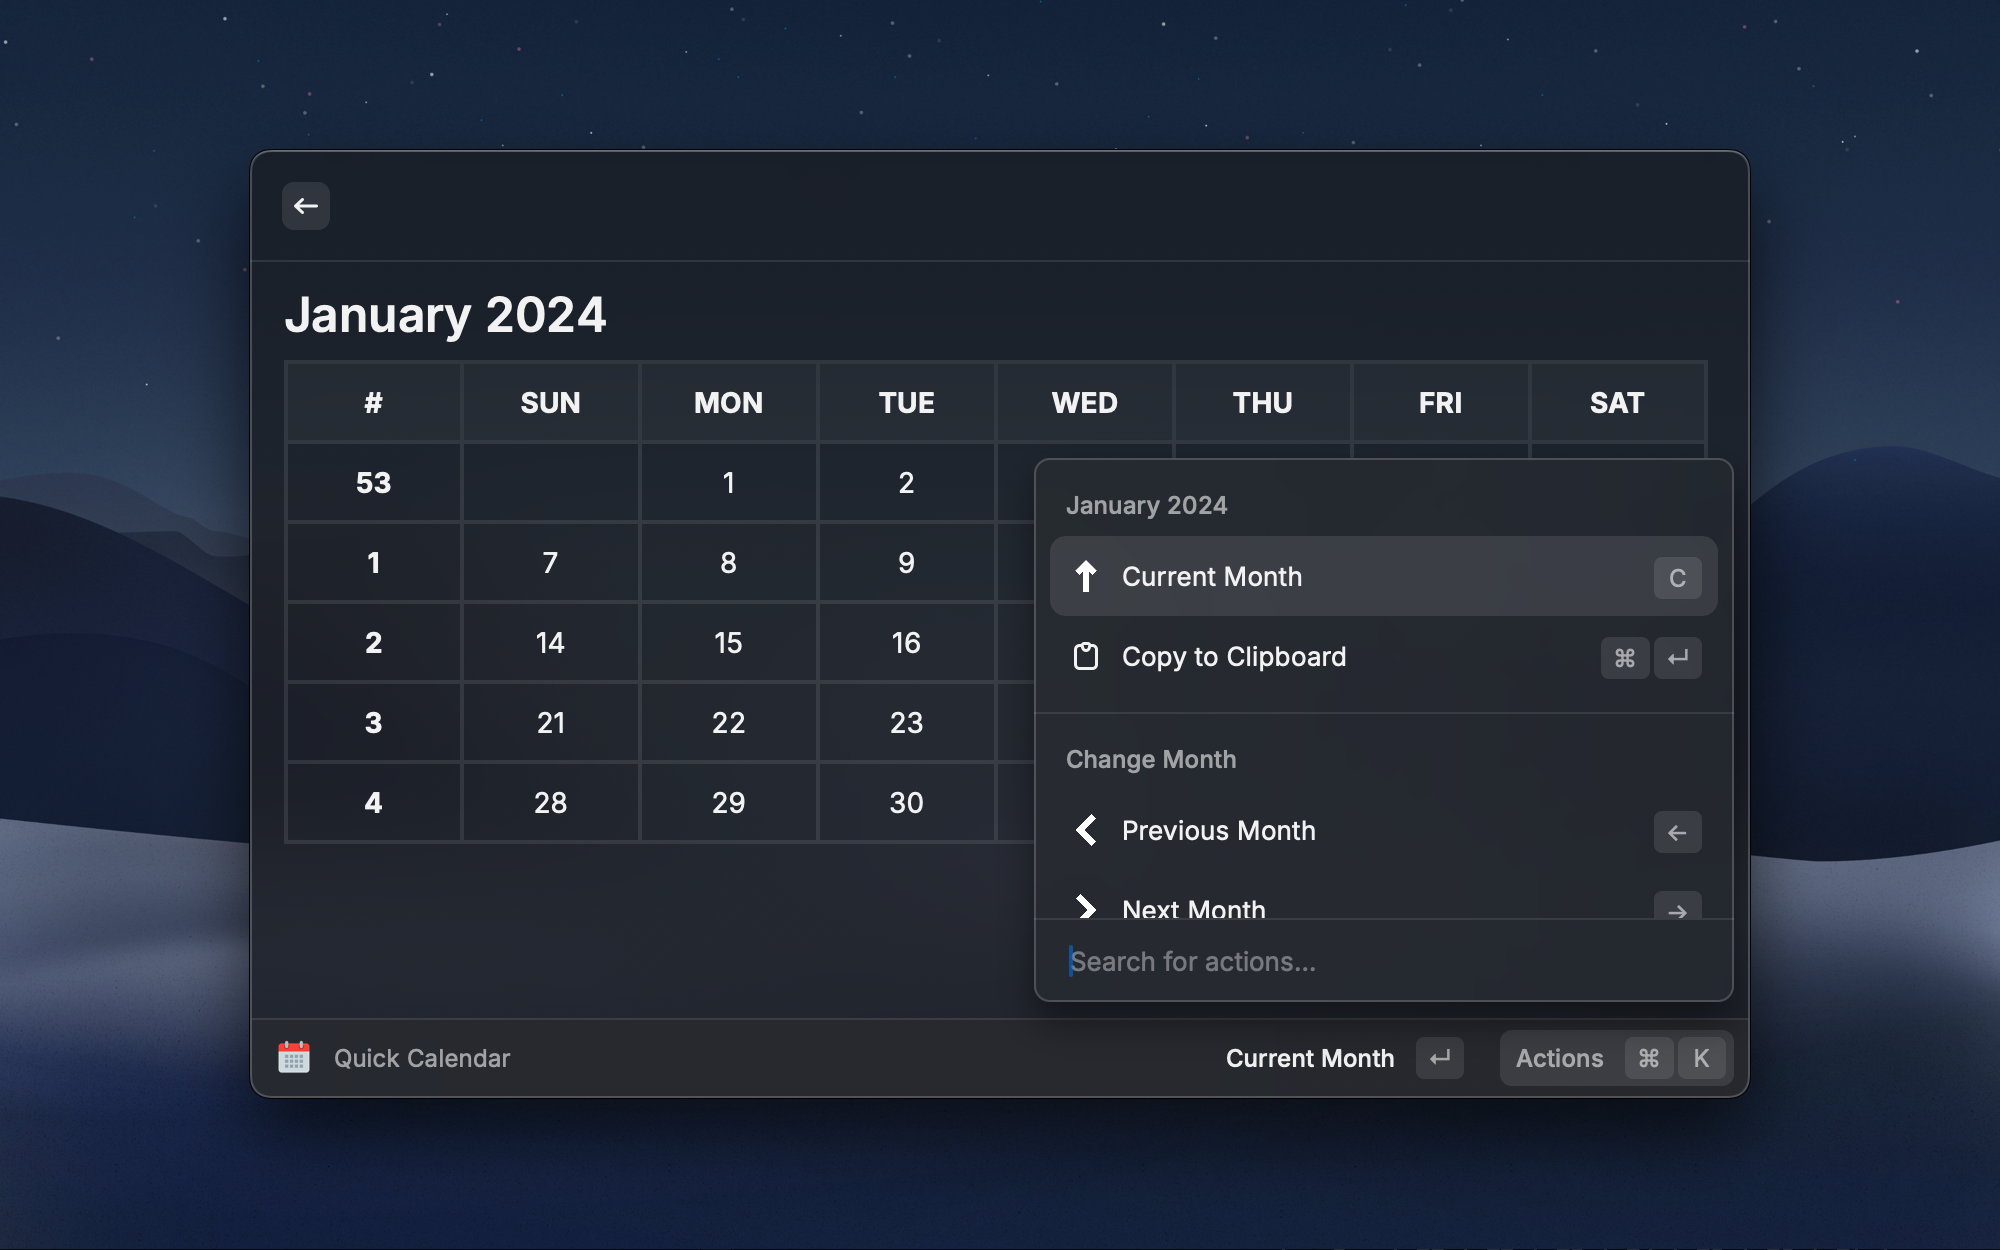 January 2024
# SUN MON TUE WED THU FRI SAT
53 1 2
1 7 8 9
2 14 15 16
3 21 22 23
4 28 29 30
January 2024
Current Month C
Copy to Clipboard ⌘ ↵
Change Month
Previous Month ←
Next Month →
Search for actions...
Quick Calendar Current Month ↵ Actions ⌘ K